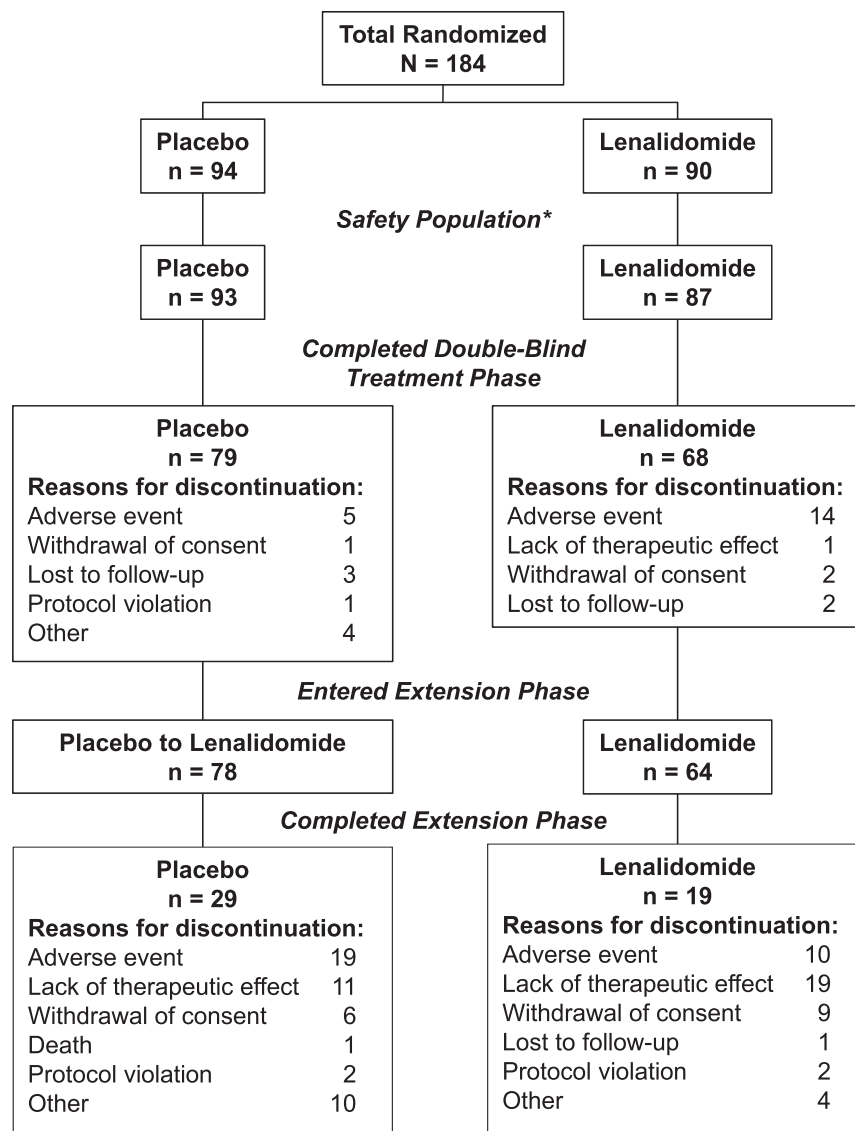 Total Randomized
N = 184
Placebo
n = 94
Lenalidomide
n = 90
Safety Population*
Placebo
n = 93
Lenalidomide
n = 87
Completed Double-Blind
Treatment Phase
Placebo
n = 79
Reasons for discontinuation:
Adverse event 5
Withdrawal of consent 1
Lost to follow-up 3
Protocol violation 1
Other 4
Lenalidomide
n = 68
Reasons for discontinuation:
Adverse event 14
Lack of therapeutic effect 1
Withdrawal of consent 2
Lost to follow-up 2
Entered Extension Phase
Placebo to Lenalidomide
n = 78
Lenalidomide
n = 64
Completed Extension Phase
Placebo
n = 29
Reasons for discontinuation:
Adverse event 19
Lack of therapeutic effect 11
Withdrawal of consent 6
Death 1
Protocol violation 2
Other 10
Lenalidomide
n = 19
Reasons for discontinuation:
Adverse event 10
Lack of therapeutic effect 19
Withdrawal of consent 9
Lost to follow-up 1
Protocol violation 2
Other 4